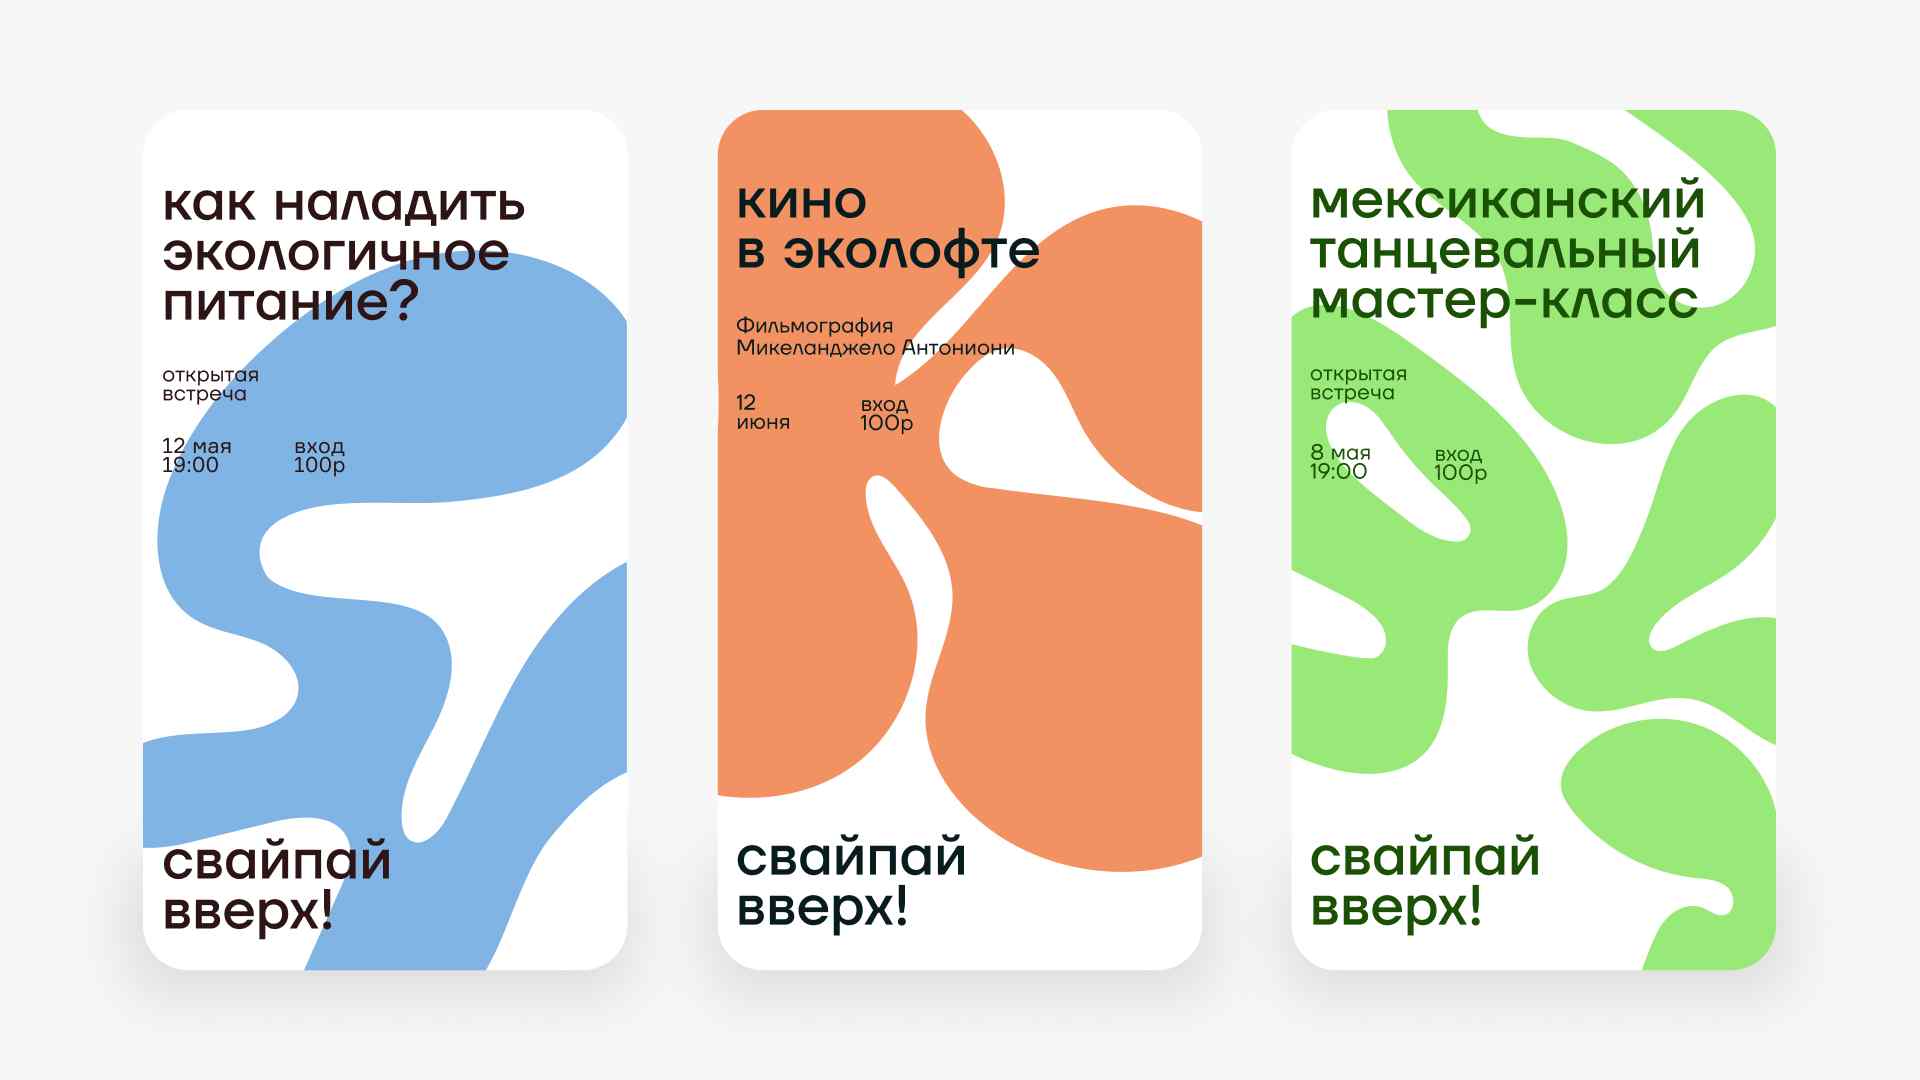 как наладить
экологичное
питание?
открытая
встреча
12 мая
19:00
вход
100р
свайпай
вверх!
кино
в эколофте
Фильмография
Микеланджело Антониони
12
июня
вход
100р
свайпай
вверх!
мексиканский
танцевальный
мастер-класс
открытая
встреча
8 мая
19:00
вход
100р
свайпай
вверх!